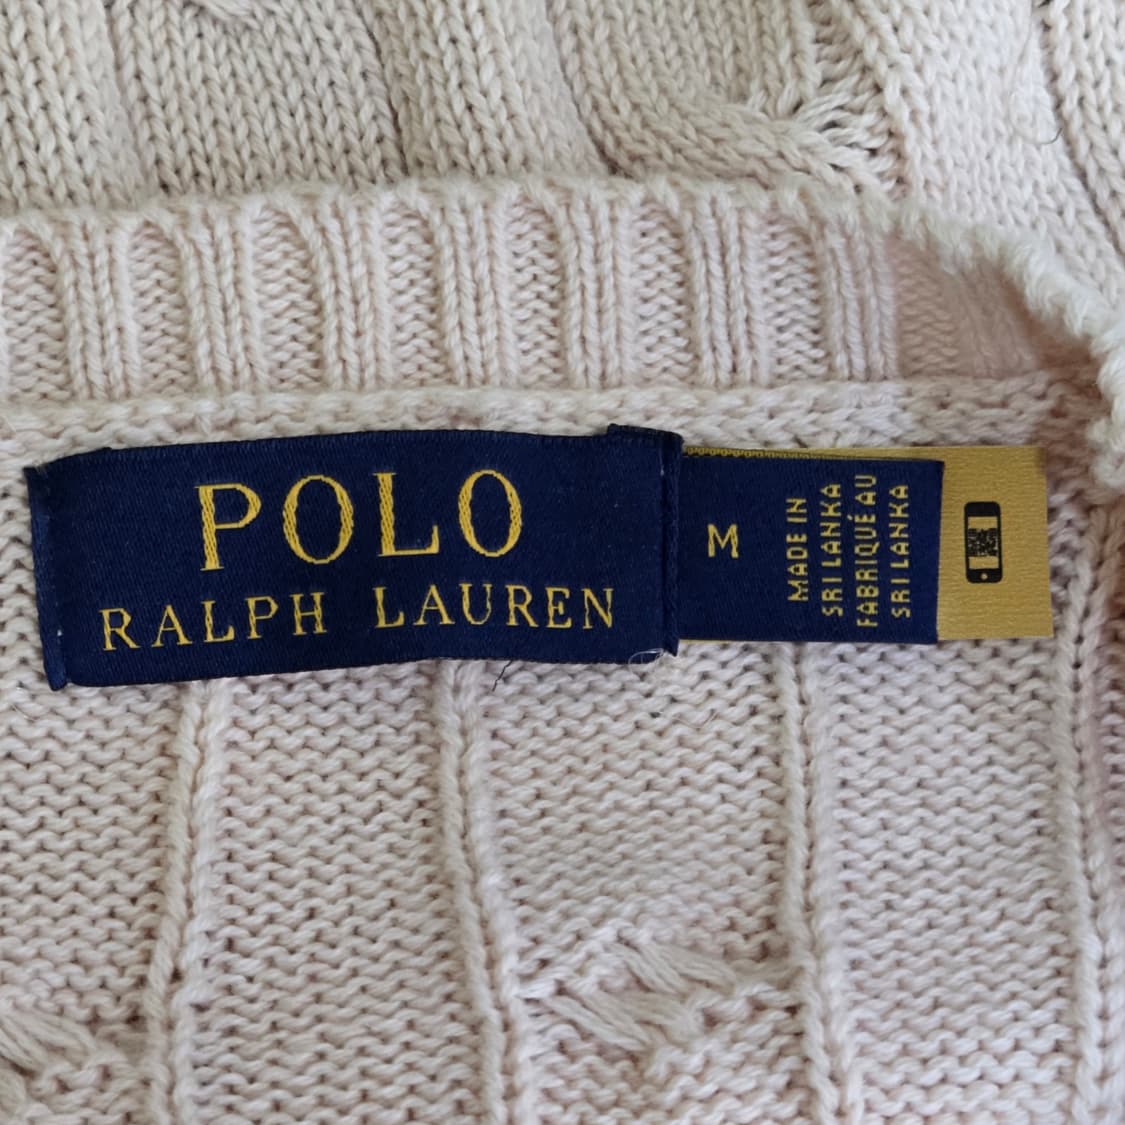 POLO
RALPH LAUREN
M
MADE IN
SRI LANKA
FABRIQUÉ AU
SRI LANKA